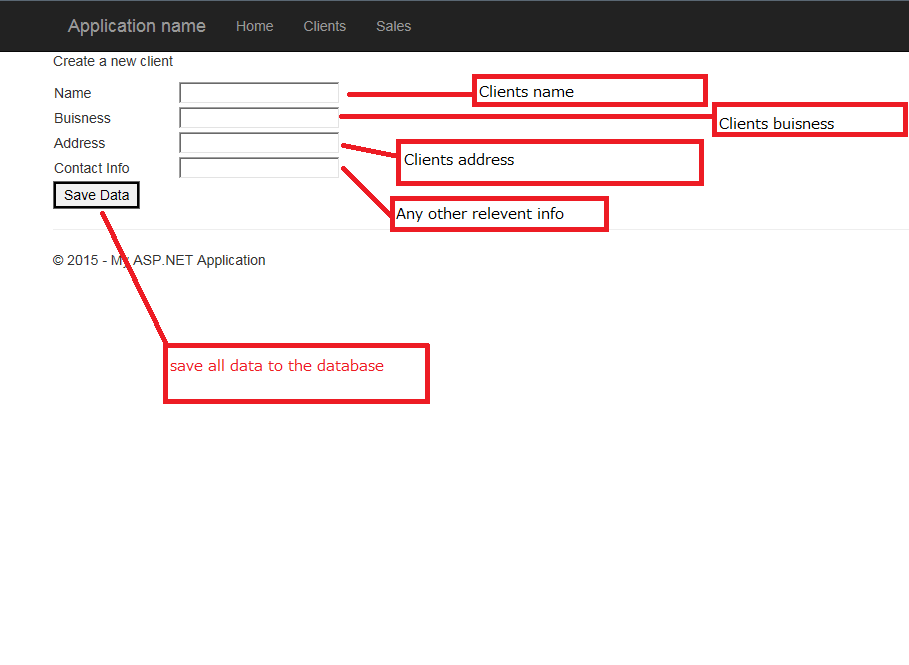 Application name Home Clients Sales
Create a new client
Name
Clients name
Buisness
Clients buisness
Address
Clients address
Contact Info
Save Data
Any other relevent info
© 2015 - My ASP.NET Application
save all data to the database